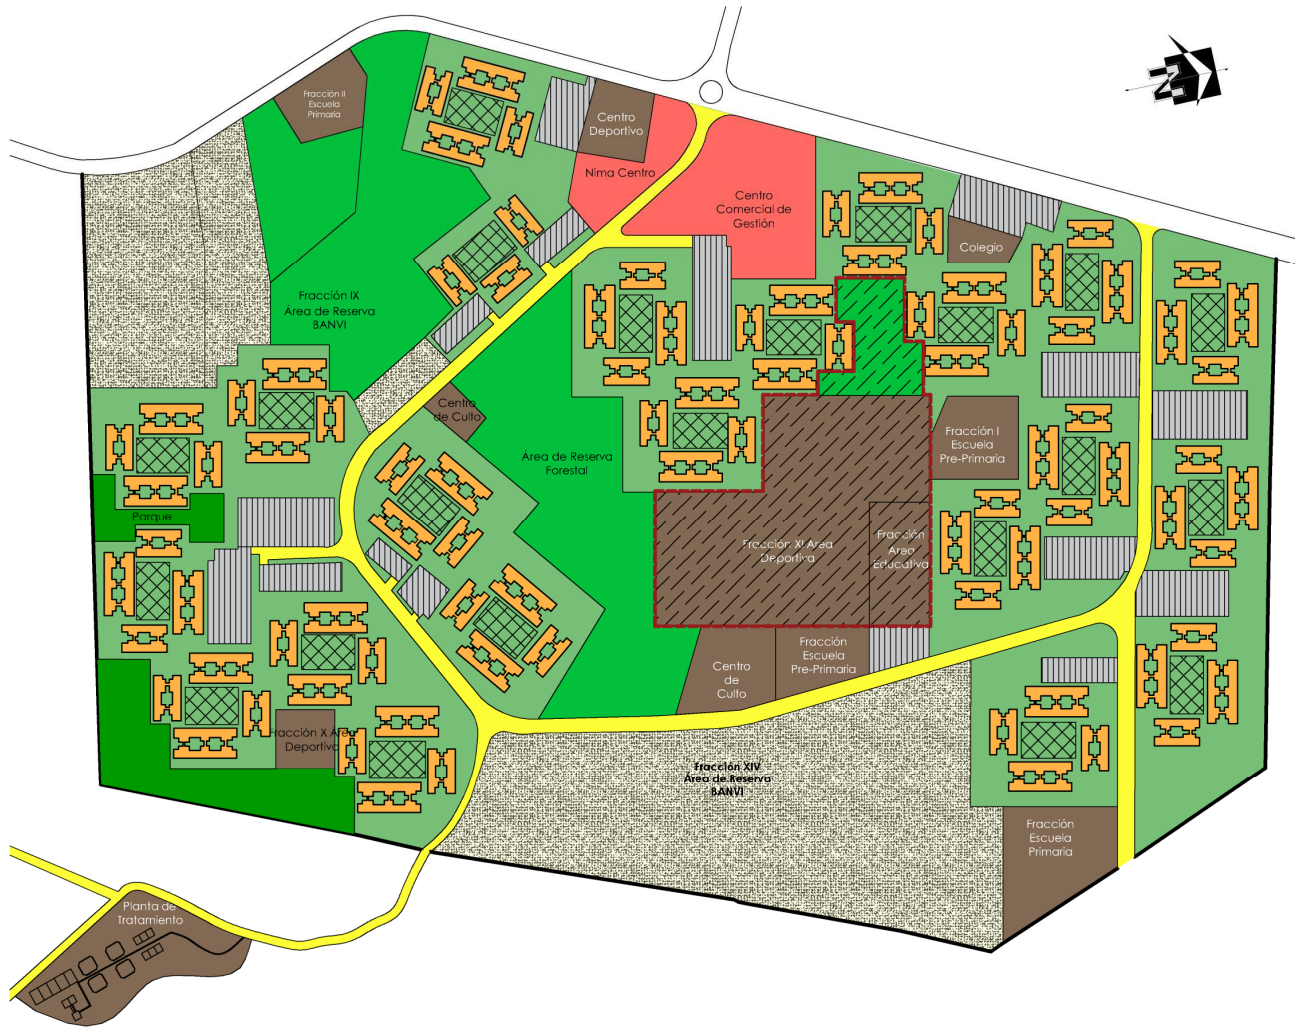 Fracción II
Escuela
Primaria
Centro
Deportivo
Nima Centro
Centro
Comercial de
Gestión
Colegio
N
Fracción IX
Área de Reserva
BANVI
Centro
de Culto
Área de Reserva
Forestal
Fracción I
Escuela
Pre-Primaria
Parque
Fracción XI Área
Deportiva
Fracción
Area
Educativa
Fracción
Escuela
Pre-Primaria
Centro
de
Culto
Fracción X Área
Deportiva
Fracción XIV
Área de Reserva
BANVI
Fracción
Escuela
Primaria
Planta de
Tratamiento